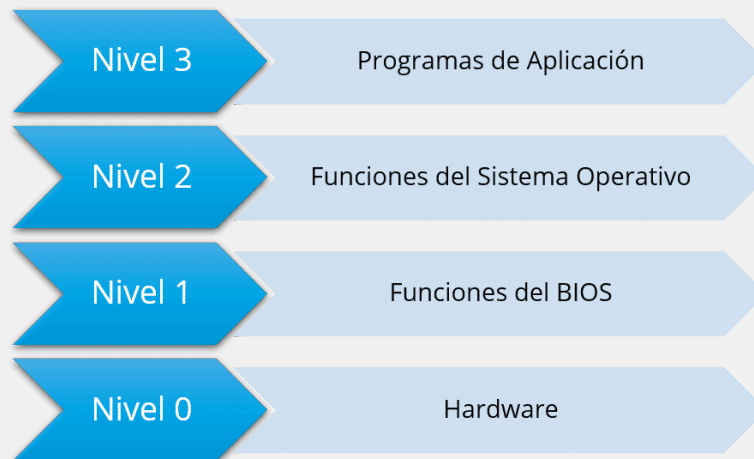 Nivel 3
Programas de Aplicación
Nivel 2
Funciones del Sistema Operativo
Nivel 1
Funciones del BIOS
Nivel 0
Hardware